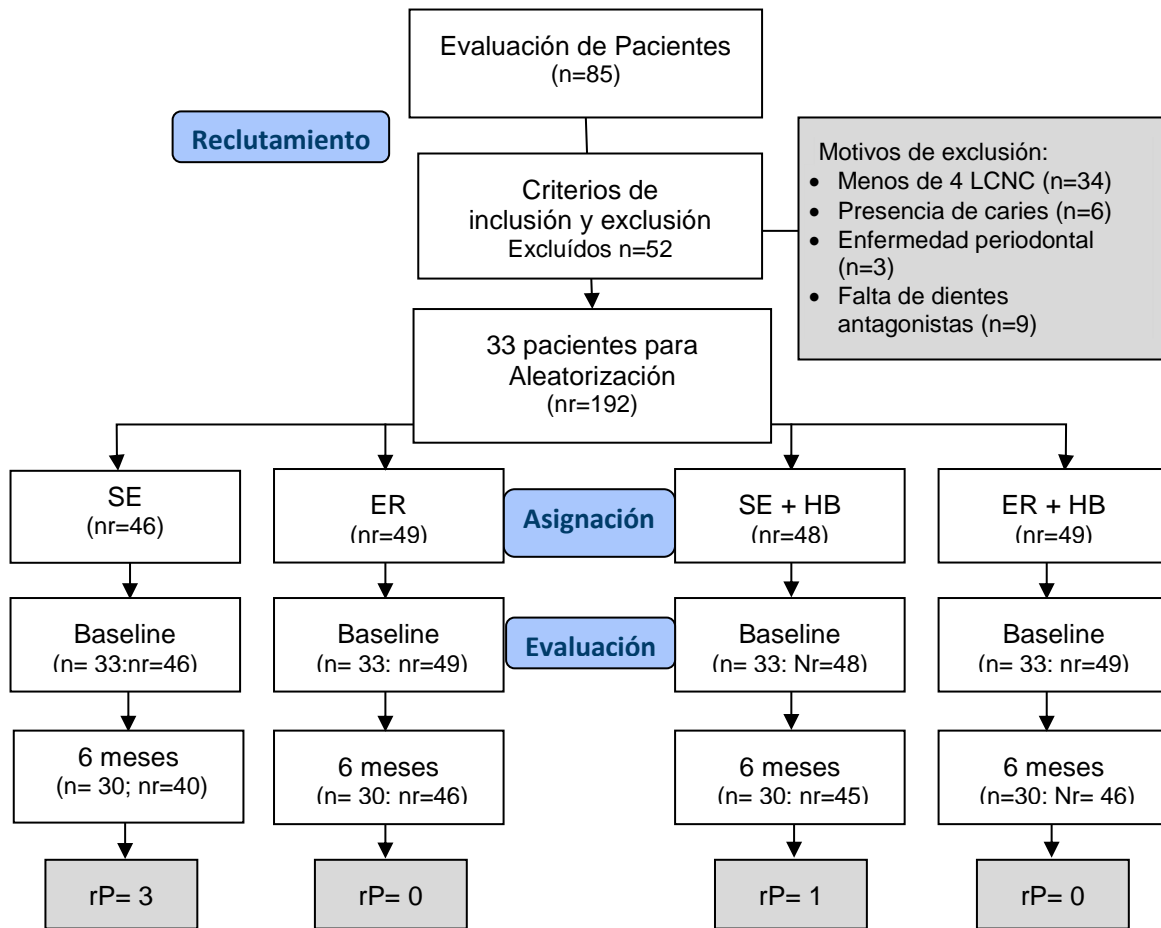 Evaluación de Pacientes
(n=85)
Reclutamiento
Criterios de
inclusión y exclusión
Excluídos n=52
Motivos de exclusión:
• Menos de 4 LCNC (n=34)
• Presencia de caries (n=6)
• Enfermedad periodontal
(n=3)
• Falta de dientes
antagonistas (n=9)
33 pacientes para
Aleatorización
(nr=192)
SE
(nr=46)
ER
(nr=49)
Asignación
SE + HB
(nr=48)
ER + HB
(nr=49)
Baseline
(n= 33:nr=46)
Baseline
(n= 33: nr=49)
Evaluación
Baseline
(n= 33: Nr=48)
Baseline
(n= 33: nr=49)
6 meses
(n= 30; nr=40)
6 meses
(n= 30: nr=46)
6 meses
(n= 30: nr=45)
6 meses
(n=30: Nr= 46)
rP= 3
rP= 0
rP= 1
rP= 0